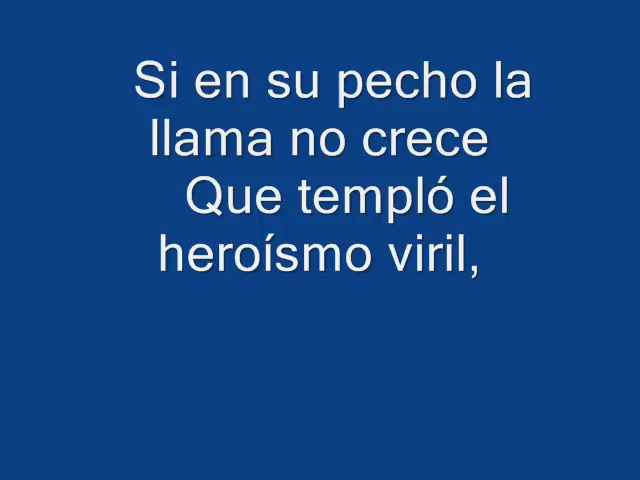 Si en su pecho la
llama no crece
Que templó el
heroísmo viril,